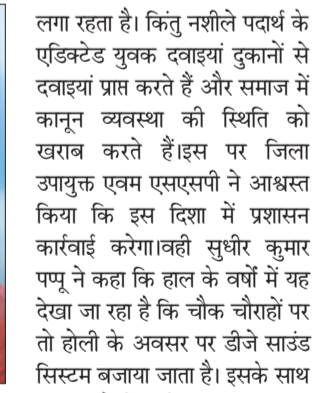 लगा रहता है। किंतु नशीले पदार्थ के
एडिक्टेड युवक दवाइयां दुकानों से
दवाइयां प्राप्त करते हैं और समाज में
कानून व्यवस्था की स्थिति को
खराब करते हैं।इस पर जिला
उपायुक्त एवम एसएसपी ने आश्वस्त
किया कि इस दिशा में प्रशासन
कार्रवाई करेगा।वही सुधीर कुमार
पप्पू ने कहा कि हाल के वर्षों में यह
देखा जा रहा है कि चौक चौराहों पर
तो होली के अवसर पर डीजे साउंड
सिस्टम बजाया जाता है। इसके साथ